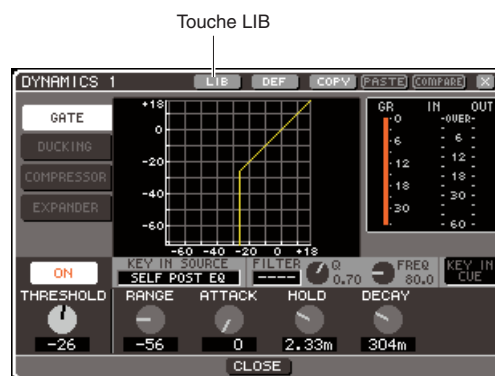 Touche LIB
DYNAMICS 1 LIB DEF COPY PASTE COMPARE X
GATE
DUCKING
COMPRESSOR
EXPANDER
+18
0
-20
-40
-60
-60 -40 -20 0 +18
GR IN OUT
0 -OVER-
6 6
12 12
18 18
30 30
60
ON
KEY IN SOURCE
SELF POST EQ
FILTER
----
Q
0.70
FREQ
80.0
KEY IN
CUE
THRESHOLD RANGE ATTACK HOLD DECAY
-26 -56 0 2.33m 304m
CLOSE